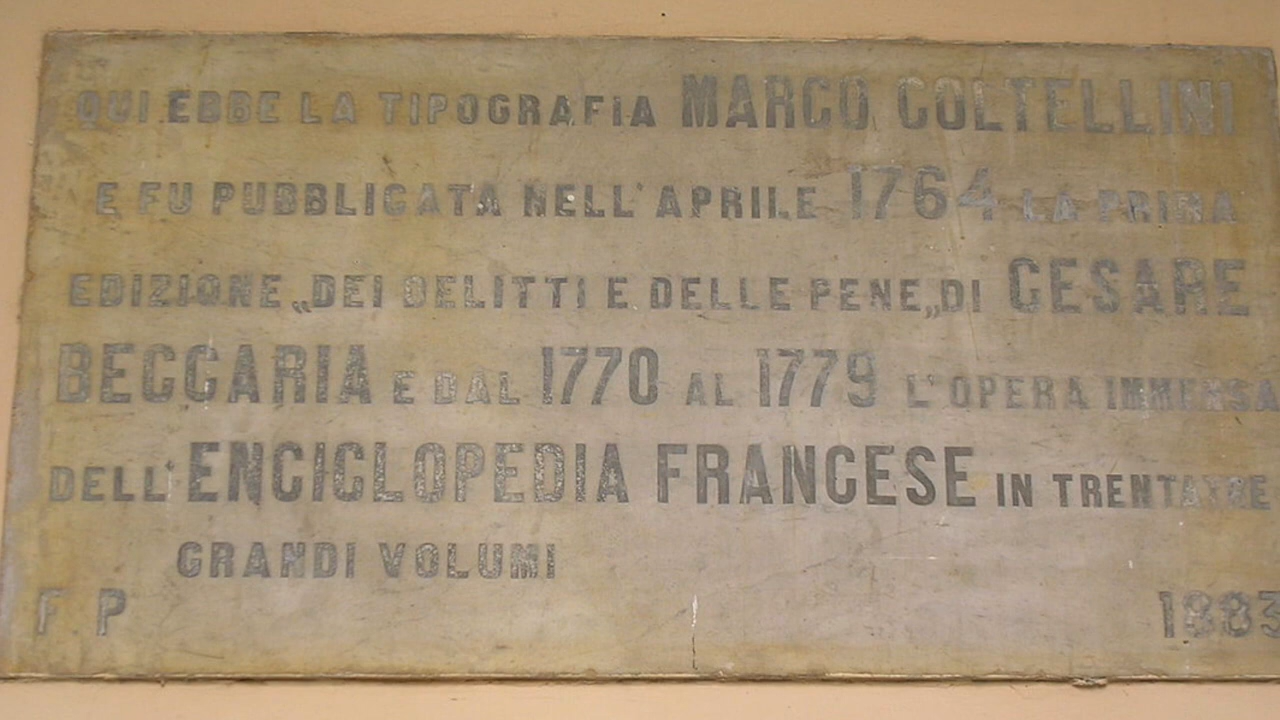 QUI EBBE LA TIPOGRAFIA MARCO COLTELLINI
E FU PUBBLICATA NELL'APRILE 1764 LA PRIMA
EDIZIONE „DEI DELITTI E DELLE PENE„ DI CESARE
BECCARIA E DAL 1770 AL 1779 L'OPERA IMMENSA
DELL'ENCICLOPEDIA FRANCESE IN TRENTATRE
GRANDI VOLUMI
F P 1883